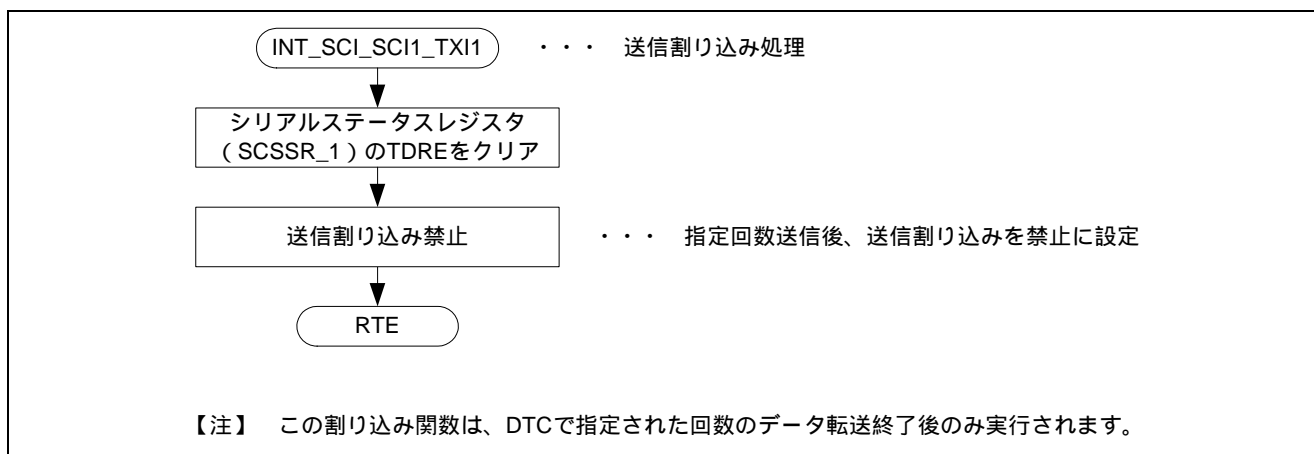 INT_SCI_SCI1_TXI1 ・・・ 送信割り込み処理
シリアルステータスレジスタ
（SCSSR_1）のTDREをクリア
送信割り込み禁止 ・・・ 指定回数送信後、送信割り込みを禁止に設定
RTE
【注】 この割り込み関数は、DTCで指定された回数のデータ転送終了後のみ実行されます。